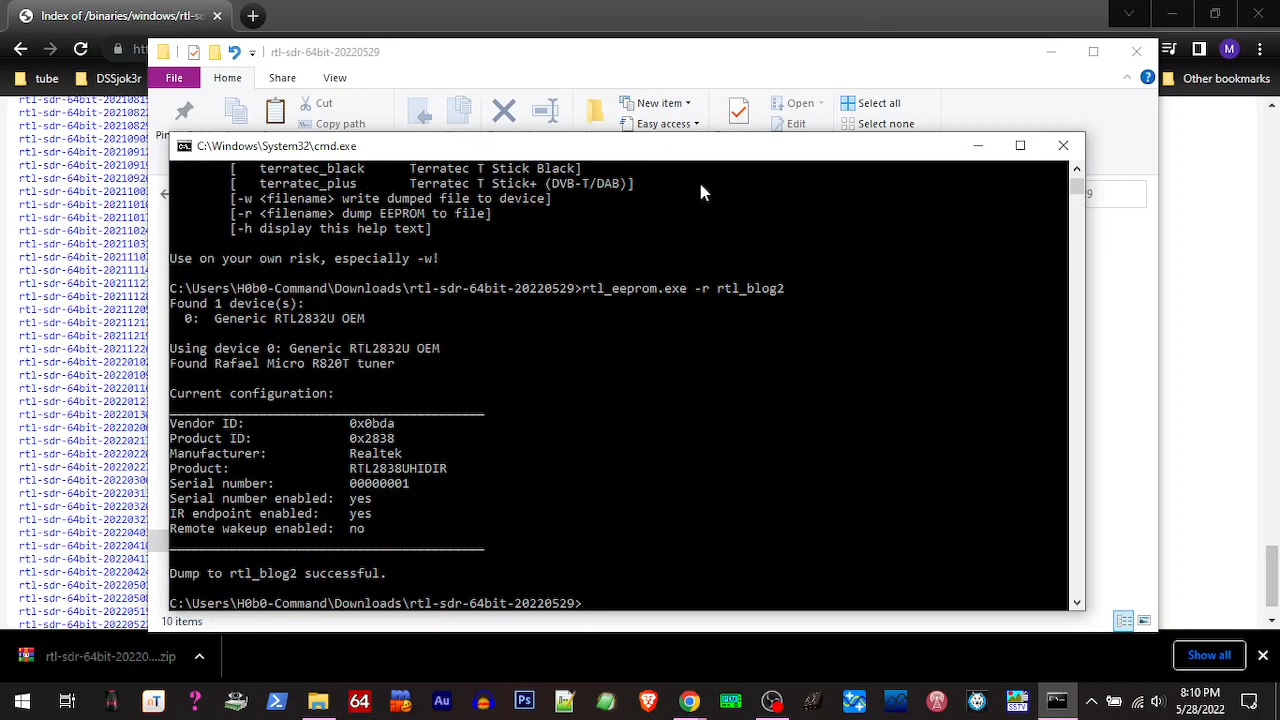 Index of /binaries/windows/rtl-s
rtl-sdr-64bit-20220529
tube
DSSjok3r
Other bookmarks
File
Home
Share
View
Cut
Copy path
New item
Easy access
Open
Edit
Select all
Select none
C:\Windows\System32\cmd.exe
[   terratec_black      Terratec T Stick Black]
[   terratec_plus       Terratec T Stick+ (DVB-T/DAB)]
[-w <filename> write dumped file to device]
[-r <filename> dump EEPROM to file]
[-h display this help text]
Use on your own risk, especially -w!
C:\Users\H0b0-Command\Downloads\rtl-sdr-64bit-20220529>rtl_eeprom.exe -r rtl_blog2
Found 1 device(s):
0:  Generic RTL2832U OEM
Using device 0: Generic RTL2832U OEM
Found Rafael Micro R820T tuner
Current configuration:
__________________________________________
Vendor ID:              0x0bda
Product ID:             0x2838
Manufacturer:           Realtek
Product:                RTL2838UHIDIR
Serial number:          00000001
Serial number enabled:  yes
IR endpoint enabled:    yes
Remote wakeup enabled:  no
__________________________________________
Dump to rtl_blog2 successful.
C:\Users\H0b0-Command\Downloads\rtl-sdr-64bit-20220529>
10 items
rtl-sdr-64bit-20220....zip
Show all
8:10 PM
5/28/2022